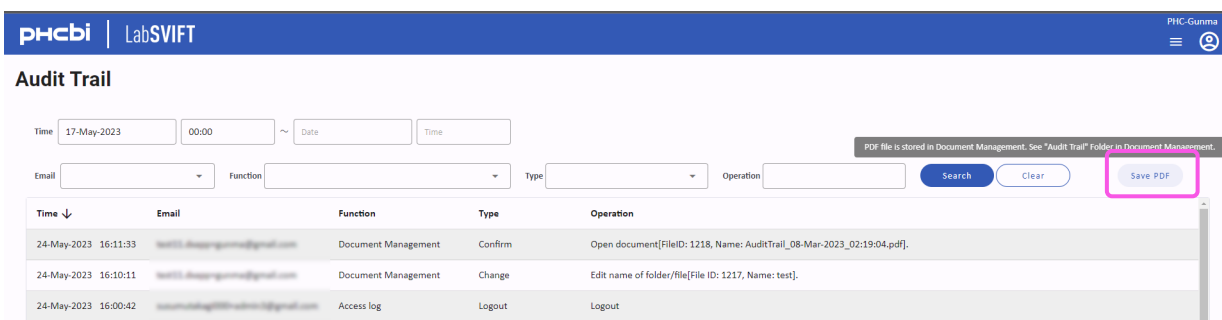 PHC-Gunma
PHCbi | LabSVIFT
Audit Trail
Time 17-May-2023 00:00 ~ Date Time
PDF file is stored in Document Management. See "Audit Trail" Folder in Document Management.
Email Function Type Operation Search Clear Save PDF
Time Email Function Type Operation
24-May-2023 16:11:33 Document Management Confirm Open document[FileID: 1218, Name: AuditTrail_08-Mar-2023_02:19:04.pdf].
24-May-2023 16:10:11 Document Management Change Edit name of folder/file[File ID: 1217, Name: test].
24-May-2023 16:00:42 Access log Logout Logout